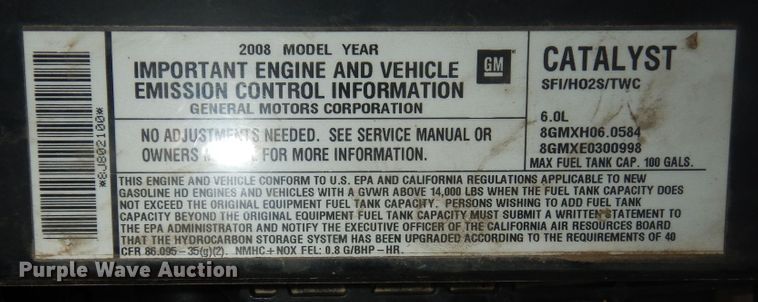 *8J802100*
2008 MODEL YEAR
IMPORTANT ENGINE AND VEHICLE
EMISSION CONTROL INFORMATION
GENERAL MOTORS CORPORATION
GM
CATALYST
SFI/HO2S/TWC
NO ADJUSTMENTS NEEDED. SEE SERVICE MANUAL OR
OWNERS FOR MORE INFORMATION.
6.0L
8GMXH06.0584
8GMXE0300998
MAX FUEL TANK CAP. 100 GALS.
THIS ENGINE AND VEHICLE CONFORM TO U.S. EPA AND CALIFORNIA REGULATIONS APPLICABLE TO NEW
GASOLINE HD ENGINES AND VEHICLES WITH A GVWR ABOVE 14,000 LBS WHEN THE FUEL TANK CAPACITY DOES
NOT EXCEED THE ORIGINAL EQUIPMENT FUEL TANK CAPACITY. PERSONS WISHING TO ADD FUEL TANK
CAPACITY BEYOND THE ORIGINAL EQUIPMENT FUEL TANK CAPACITY MUST SUBMIT A WRITTEN STATEMENT TO
THE EPA ADMINISTRATOR AND NOTIFY THE EXECUTIVE OFFICER OF THE CALIFORNIA AIR RESOURCES BOARD
THAT THE HYDROCARBON STORAGE SYSTEM HAS BEEN UPGRADED ACCORDING TO THE REQUIREMENTS OF 40
CFR 86.095-35(g)(2). NMHC+NOX FEL: 0.8 G/BHP-HR.
Purple Wave Auction